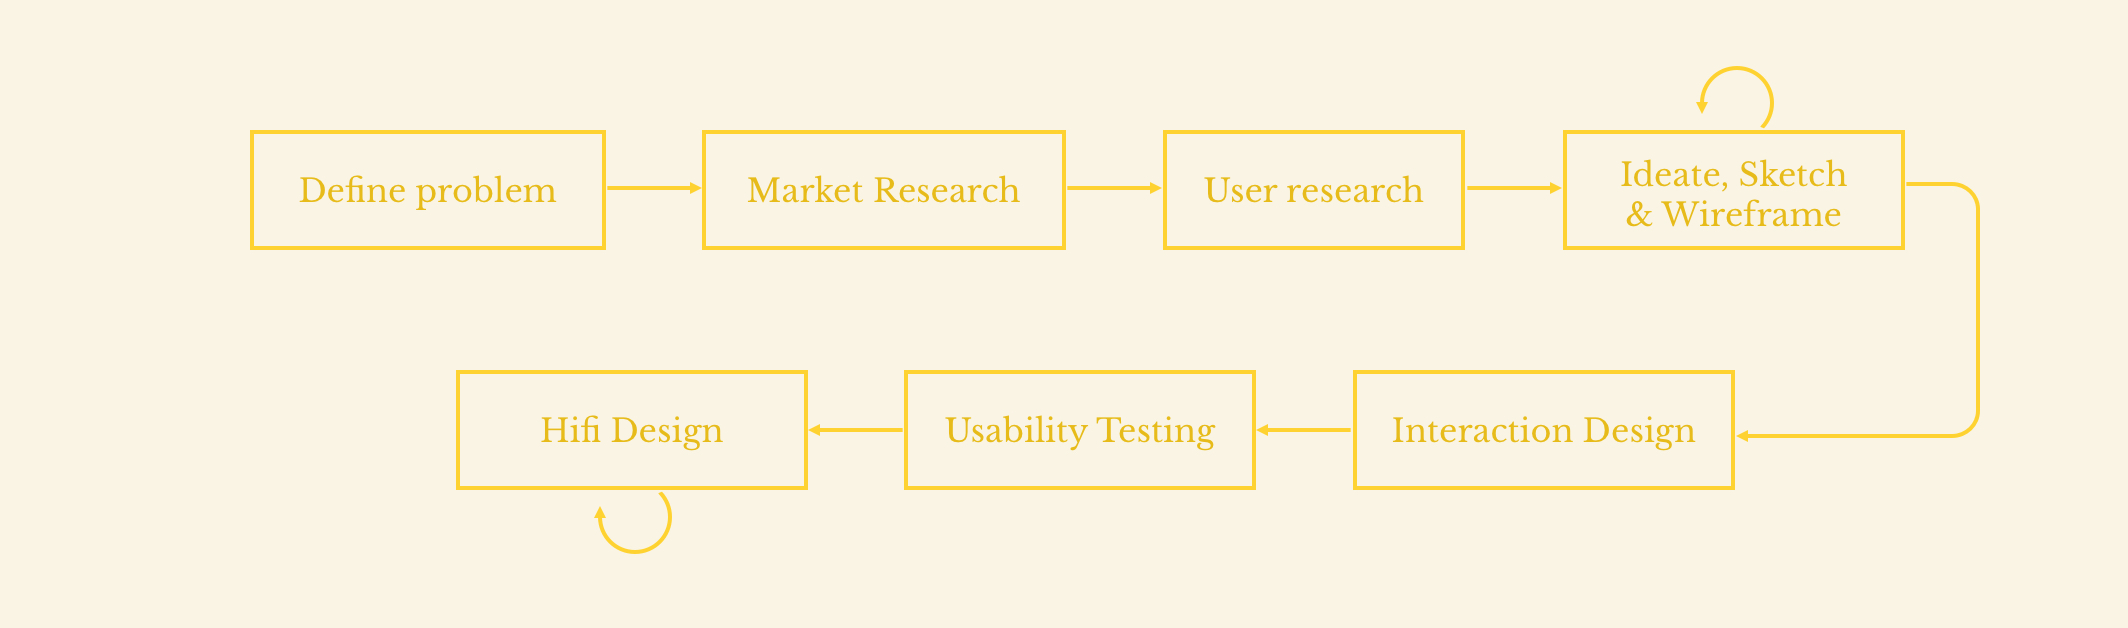 Define problem
Market Research
User research
Ideate, Sketch
& Wireframe
Interaction Design
Usability Testing
Hifi Design